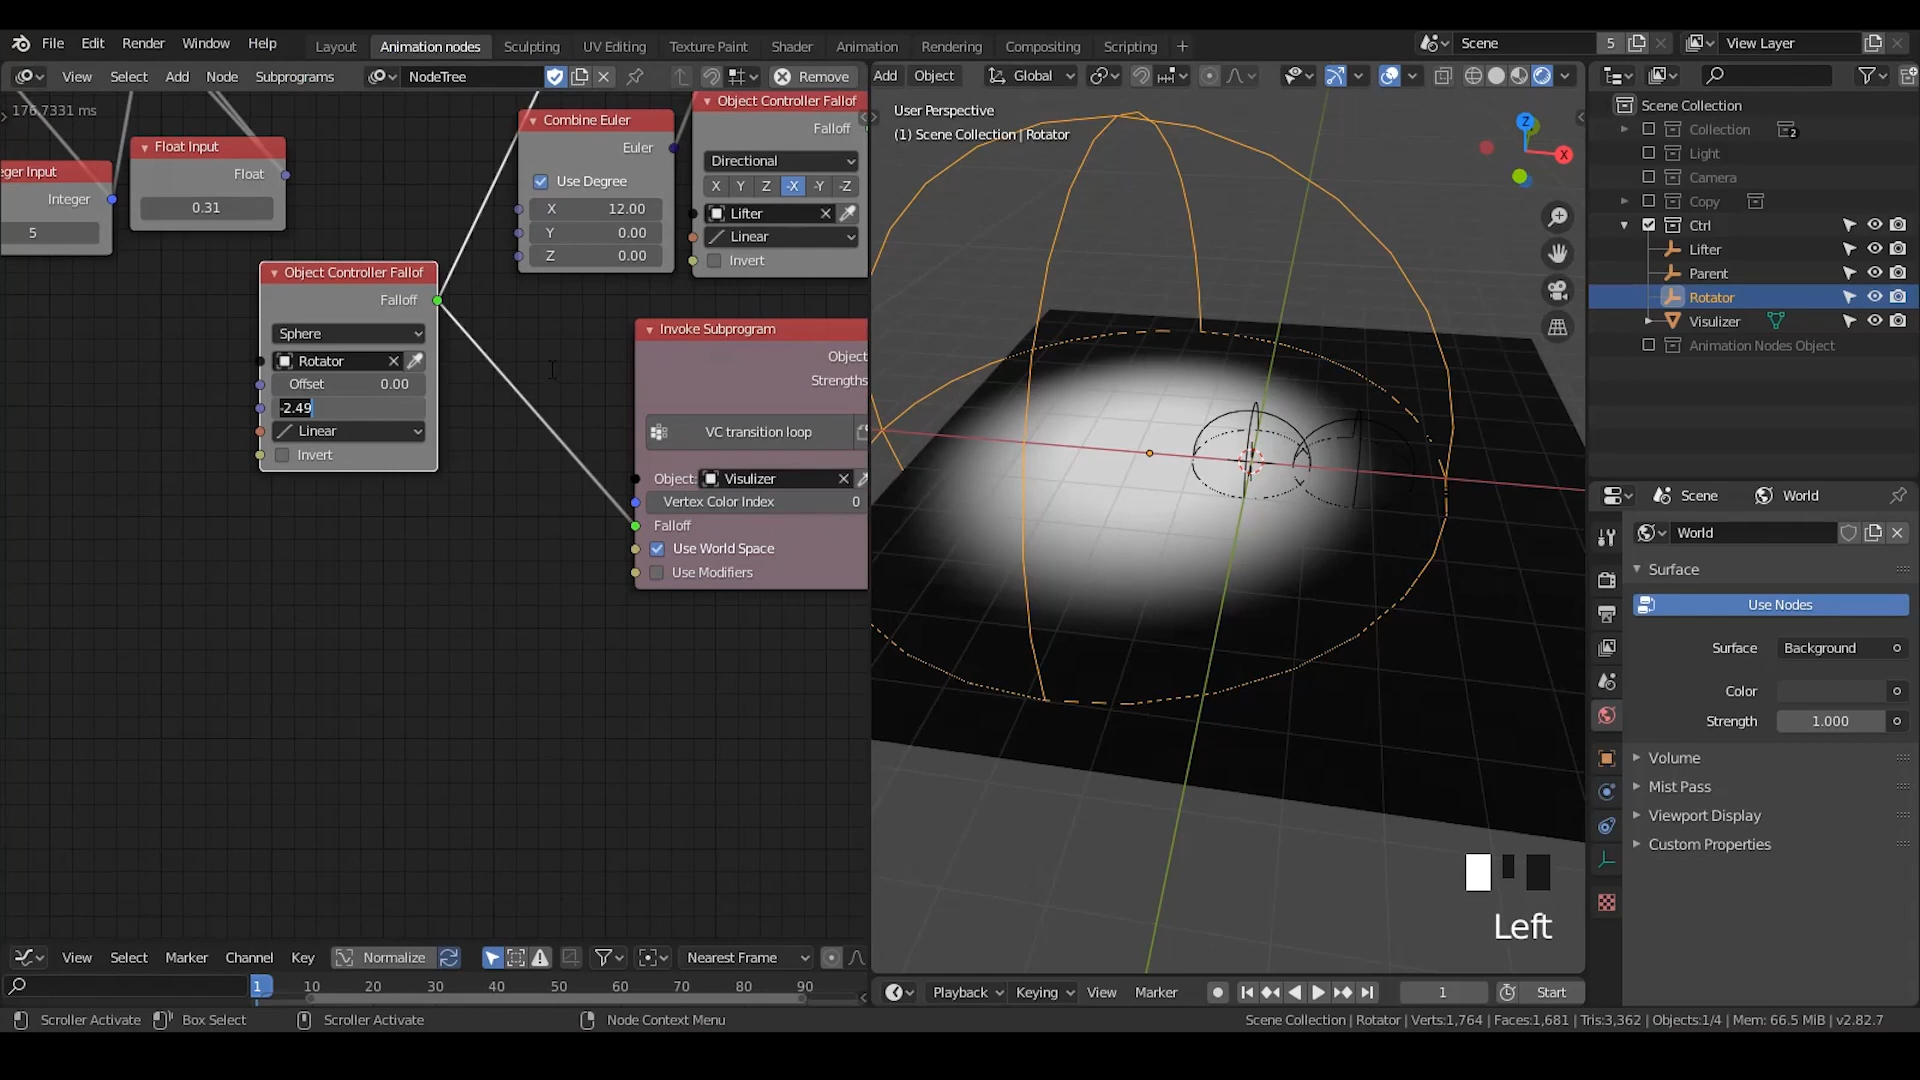 File Edit Render Window Help
Layout Animation nodes Sculpting UV Editing Texture Paint Shader Animation Rendering Compositing Scripting +
Scene 5 View Layer
View Select Add Node Subprograms NodeTree Remove
Add Object Global
176.7331 ms
eger Input
Integer
5
Float Input
Float
0.31
Object Controller Fallof
Falloff
Sphere
Rotator
Offset 0.00
-2.49
Linear
Invert
Combine Euler
Euler
Use Degree
X 12.00
Y 0.00
Z 0.00
Object Controller Fallof
Falloff
Directional
X Y Z -X -Y -Z
Lifter
Linear
Invert
Invoke Subprogram
Object
Strengths
VC transition loop
Object: Visulizer
Vertex Color Index 0
Falloff
Use World Space
Use Modifiers
User Perspective
(1) Scene Collection | Rotator
Z
X
Left
Scene Collection
Collection 2
Light
Camera
Copy
Ctrl
Lifter
Parent
Rotator
Visulizer
Animation Nodes Object
Scene World
World
Surface
Use Nodes
Surface Background
Color
Strength 1.000
Volume
Mist Pass
Viewport Display
Custom Properties
View Select Marker Channel Key Normalize Nearest Frame
1 10 20 30 40 50 60 70 80 90
Playback Keying View Marker 1 Start
Scroller Activate Box Select Scroller Activate Node Context Menu
Scene Collection | Rotator | Verts:1,764 | Faces:1,681 | Tris:3,362 | Objects:1/4 | Mem: 66.5 MiB | v2.82.7